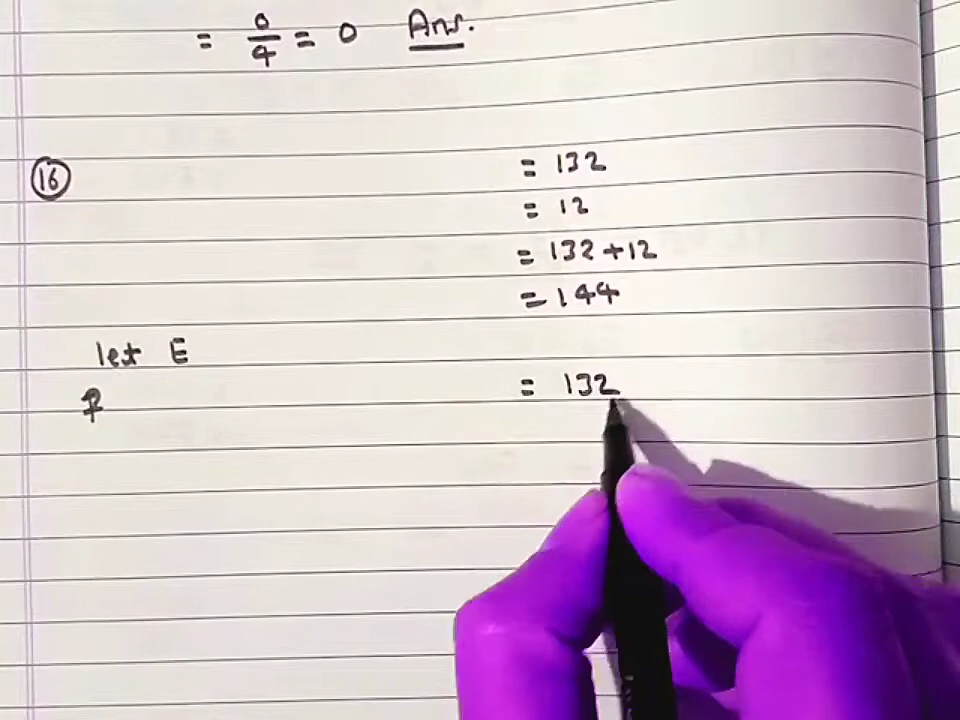 = 0/4 = 0 Ans.
16
= 132
= 12
= 132 + 12
= 144
let E
= 132